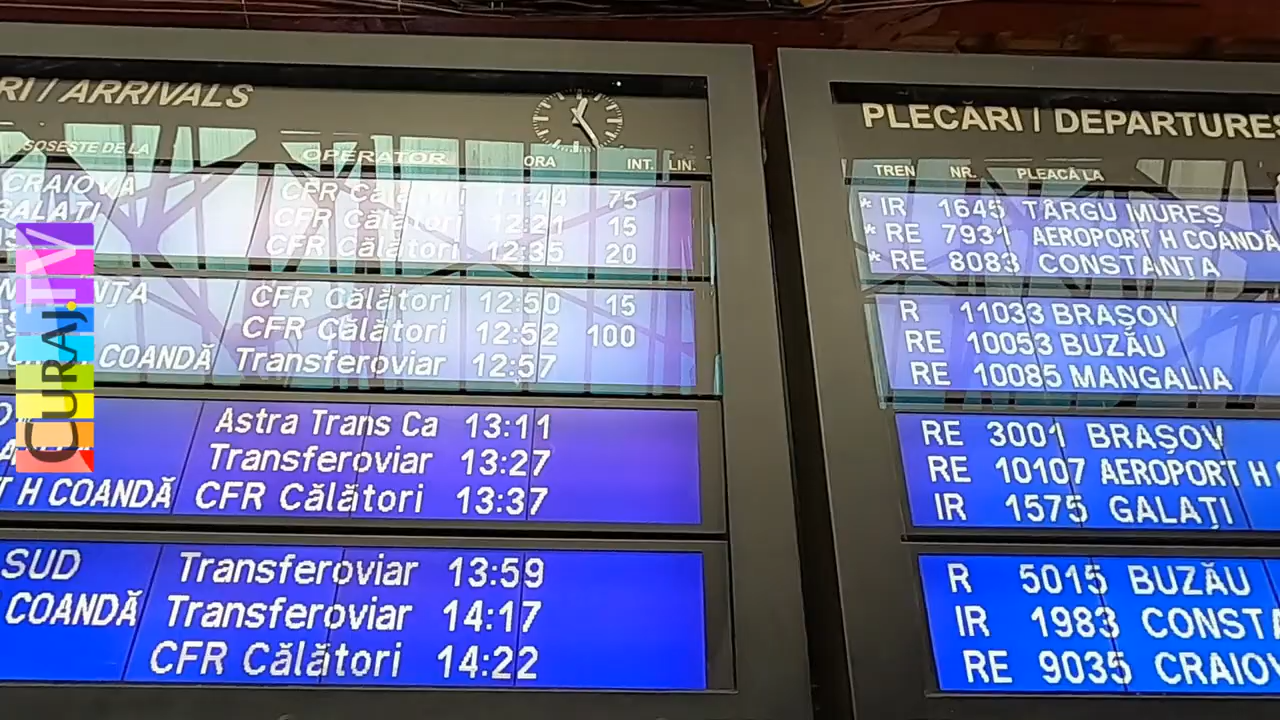 RI / ARRIVALS
SOSEȘTE DE LA OPERATOR ORA INT. LIN.
CRAIOVA CFR Călători 11:44 75
GALAȚI CFR Călători 12:21 15
CFR Călători 12:35 20
CFR Călători 12:50 15
CFR Călători 12:52 100
COANDĂ Transferoviar 12:57
Astra Trans Ca 13:11
Transferoviar 13:27
T H COANDĂ CFR Călători 13:37
SUD Transferoviar 13:59
COANDĂ Transferoviar 14:17
CFR Călători 14:22
PLECĂRI / DEPARTURES
TREN NR. PLEACĂ LA
* IR 1645 TÂRGU MUREȘ
* RE 7931 AEROPORT H COANDĂ
* RE 8083 CONSTANȚA
R 11033 BRAȘOV
RE 10053 BUZĂU
RE 10085 MANGALIA
RE 3001 BRAȘOV
RE 10107 AEROPORT H
IR 1575 GALAȚI
R 5015 BUZĂU
IR 1983 CONSTA
RE 9035 CRAIOV
CURAJ.TV